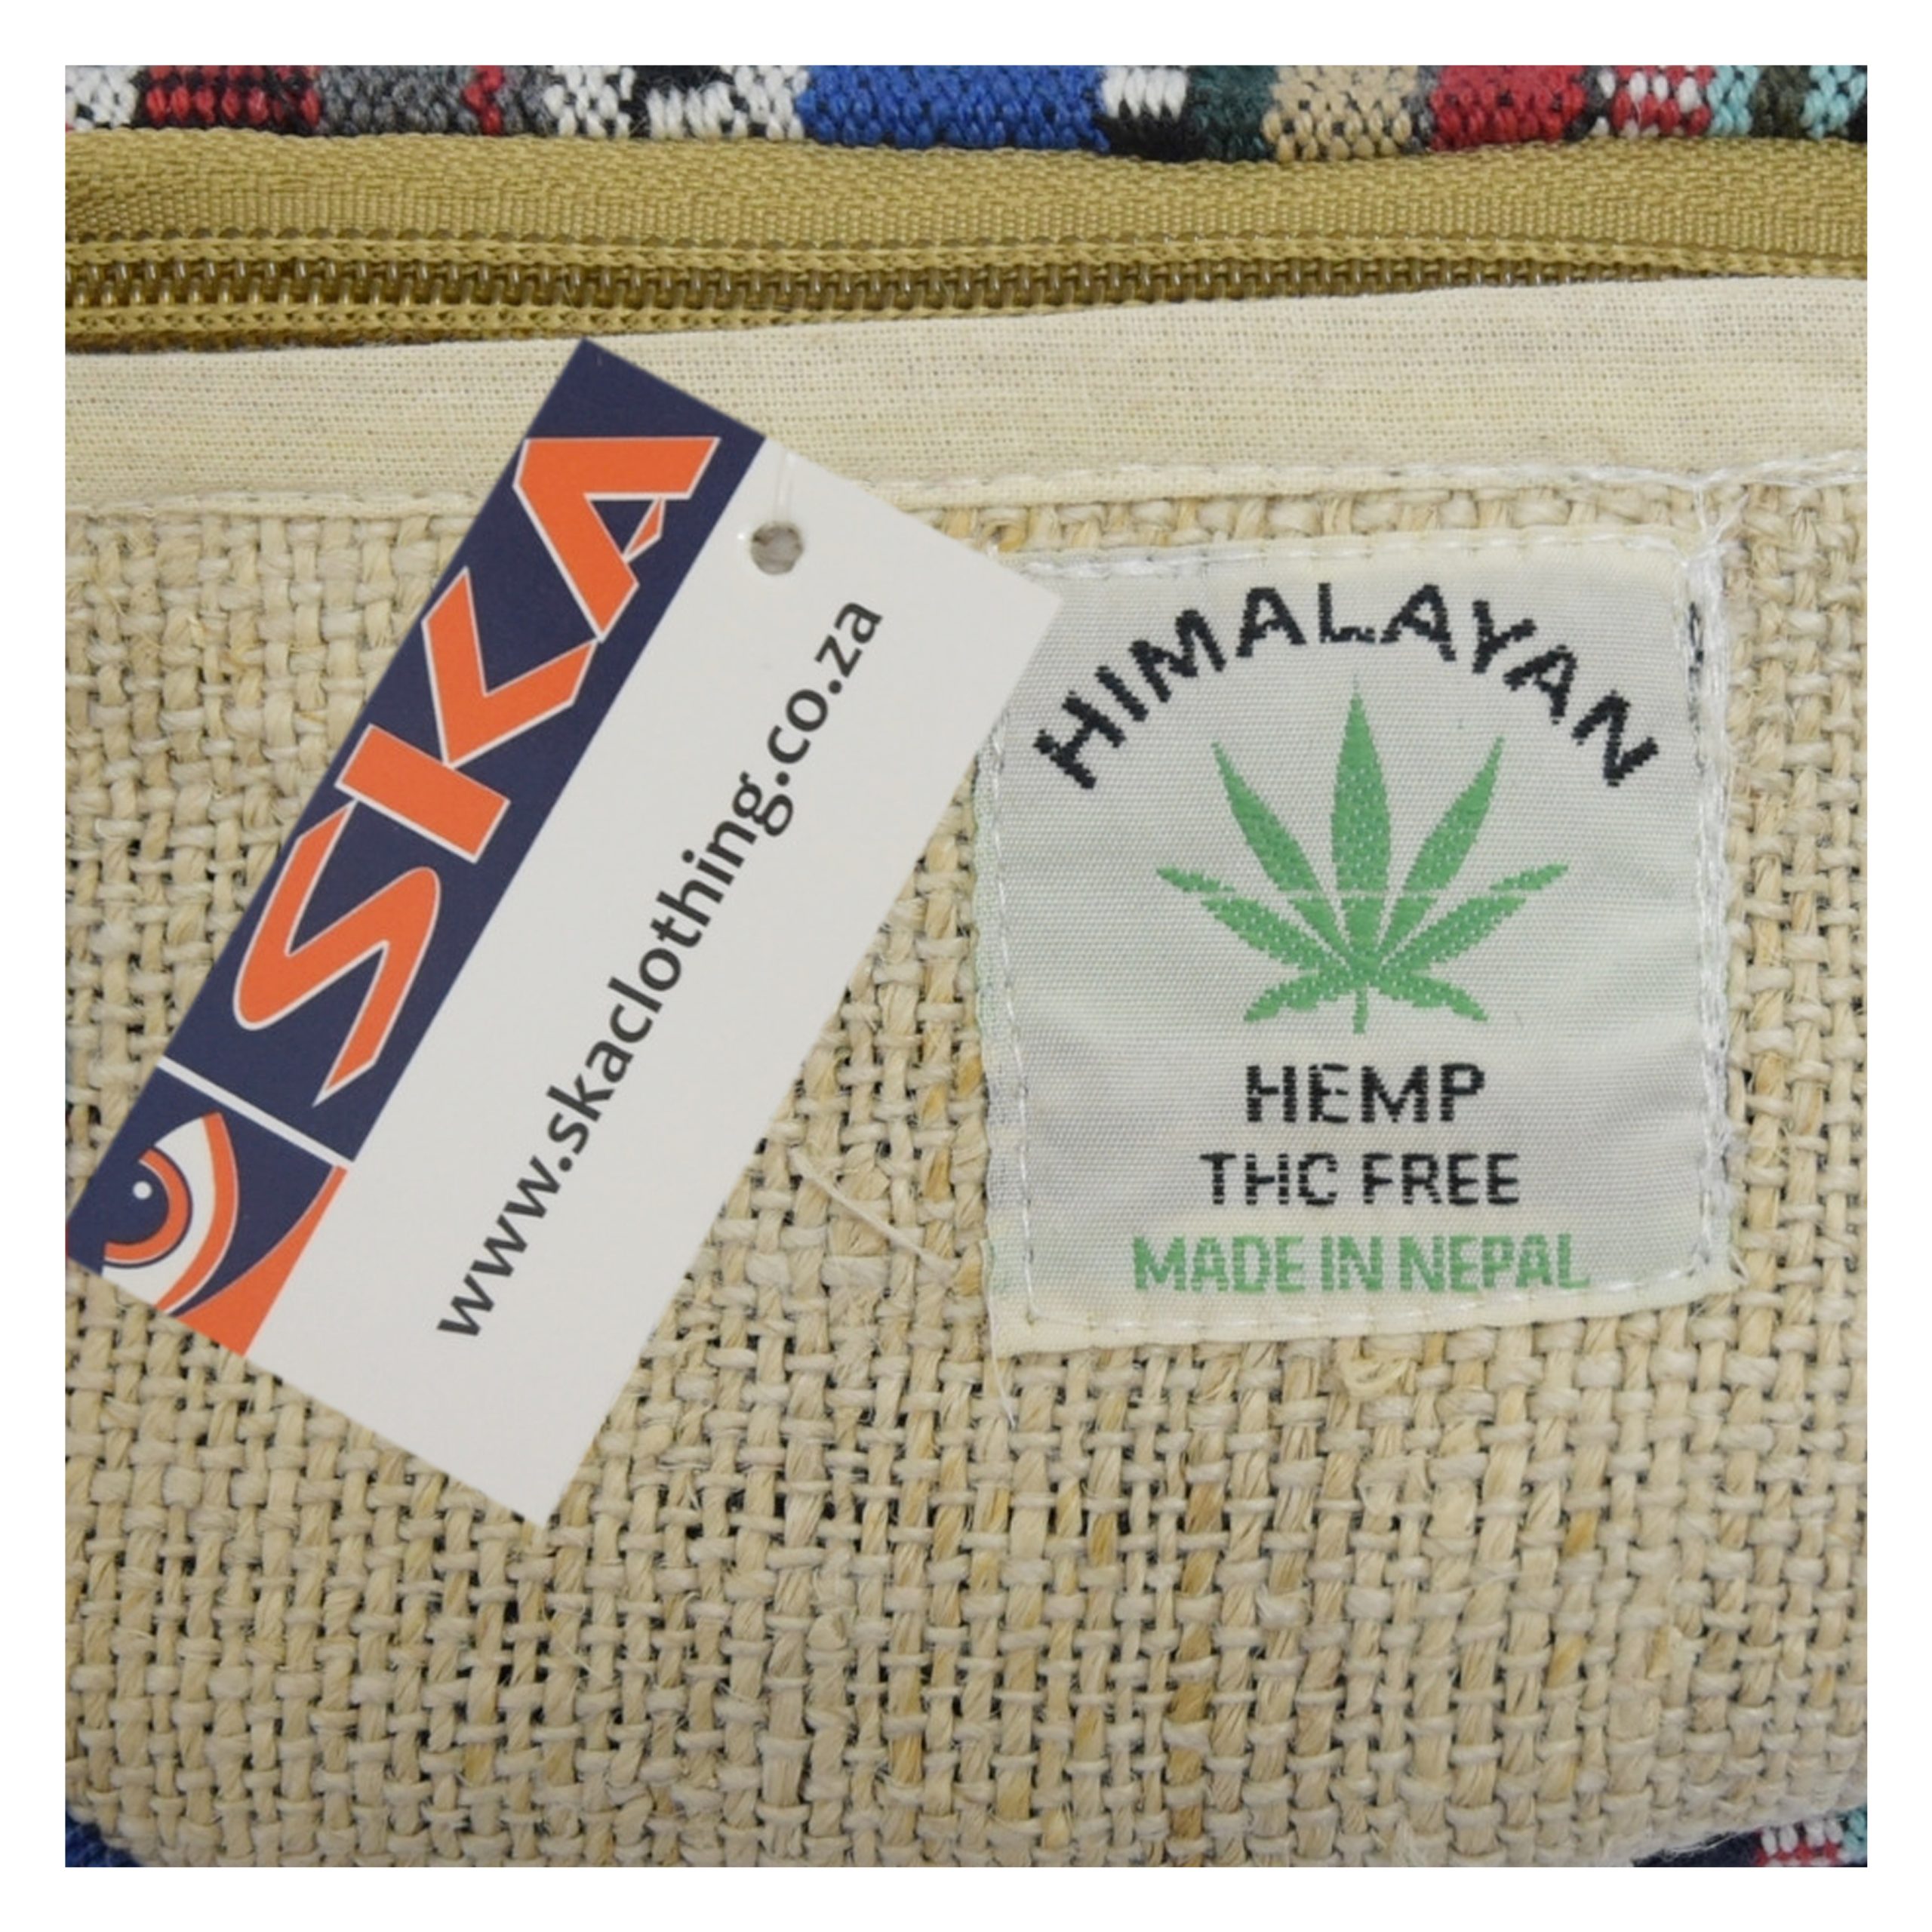 SKA
www.skaclothing.co.za
HIMALAYAN
HEMP
THC FREE
MADE IN NEPAL